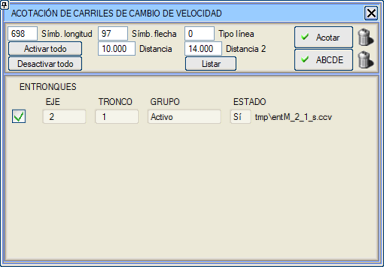 ACOTACIÓN DE CARRILES DE CAMBIO DE VELOCIDAD
698 Símb. longitud 97 Símb. flecha 0 Tipo línea Acotar
Activar todo 10.000 Distancia 14.000 Distancia 2
Desactivar todo Listar ABCDE
ENTRONQUES
EJE TRONCO GRUPO ESTADO
2 1 Activo Sí tmp\entM_2_1_s.ccv